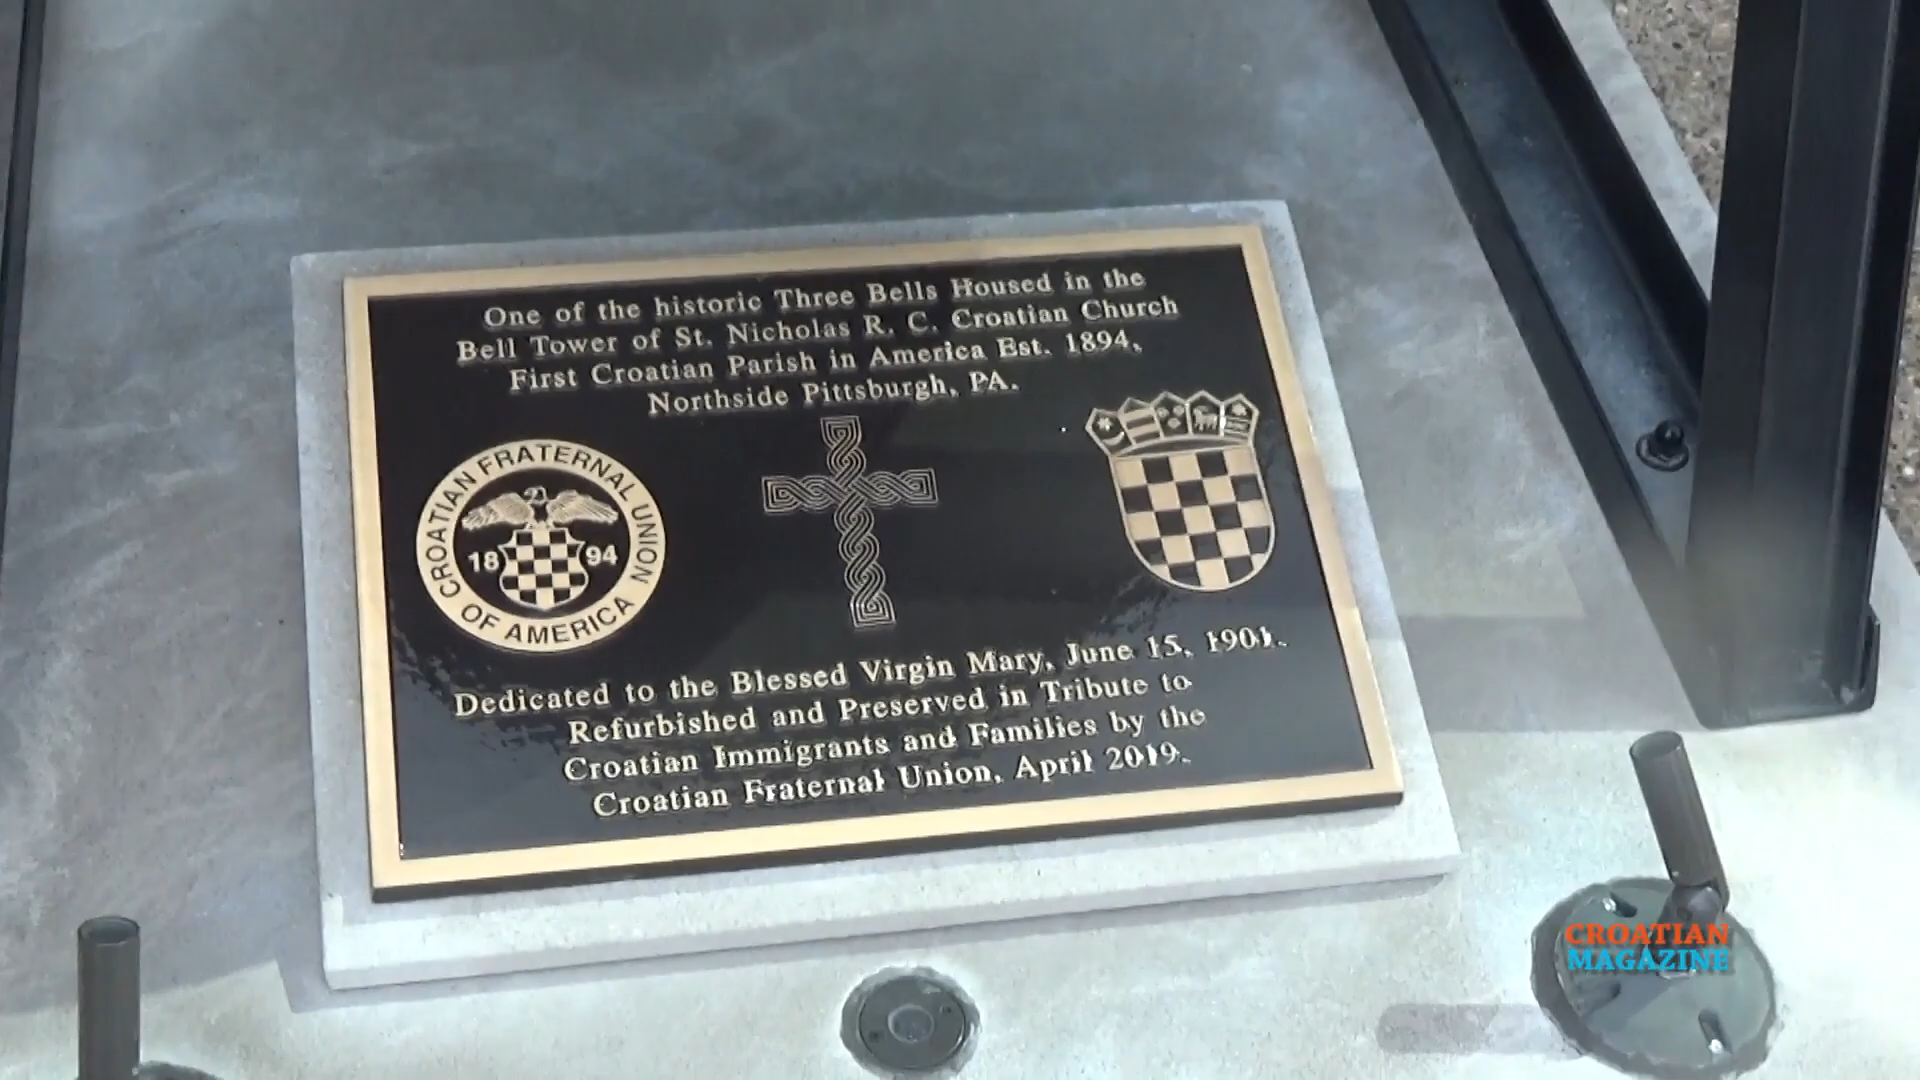 One of the historic Three Bells Housed in the
Bell Tower of St. Nicholas R. C. Croatian Church
First Croatian Parish in America Est. 1894,
Northside Pittsburgh, PA.
CROATIAN FRATERNAL UNION
OF AMERICA
18 94
Dedicated to the Blessed Virgin Mary, June 15, 1901.
Refurbished and Preserved in Tribute to
Croatian Immigrants and Families by the
Croatian Fraternal Union, April 2019.
CROATIAN
MAGAZINE